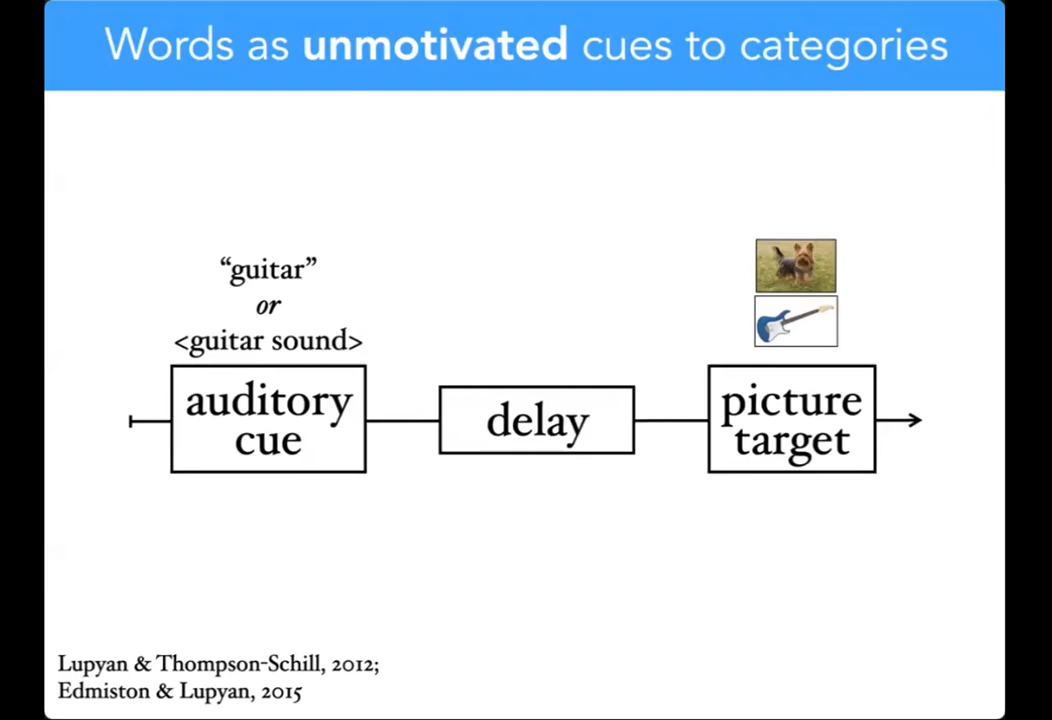 Words as unmotivated cues to categories
“guitar”
or
<guitar sound>
auditory
cue
delay
picture
target
Lupyan & Thompson-Schill, 2012;
Edmiston & Lupyan, 2015